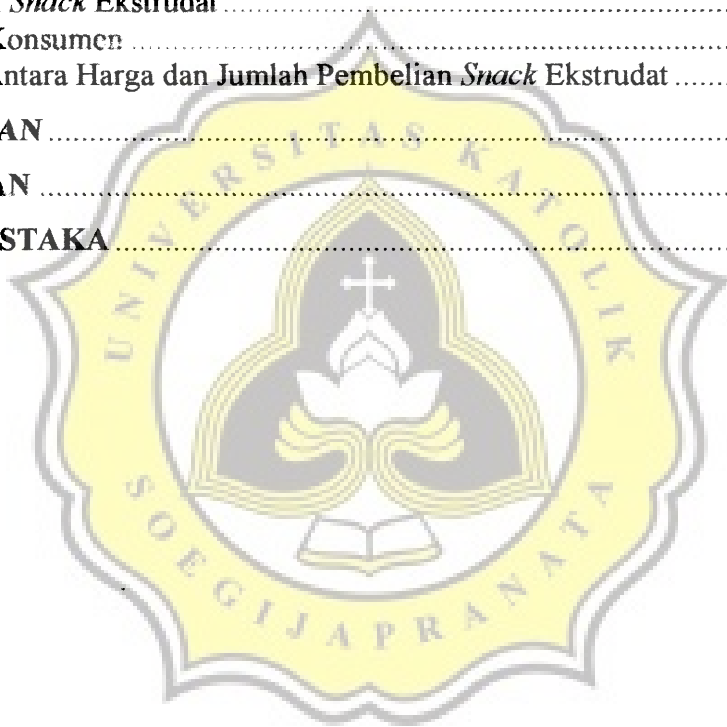 Snack Ekstrudat ........................
Konsumen ........................
Antara Harga dan Jumlah Pembelian Snack Ekstrudat ........
AN ........................
AN ........................
STAKA ........................
UNIVERSITAS KATOLIK
SOEGIJAPRANATA